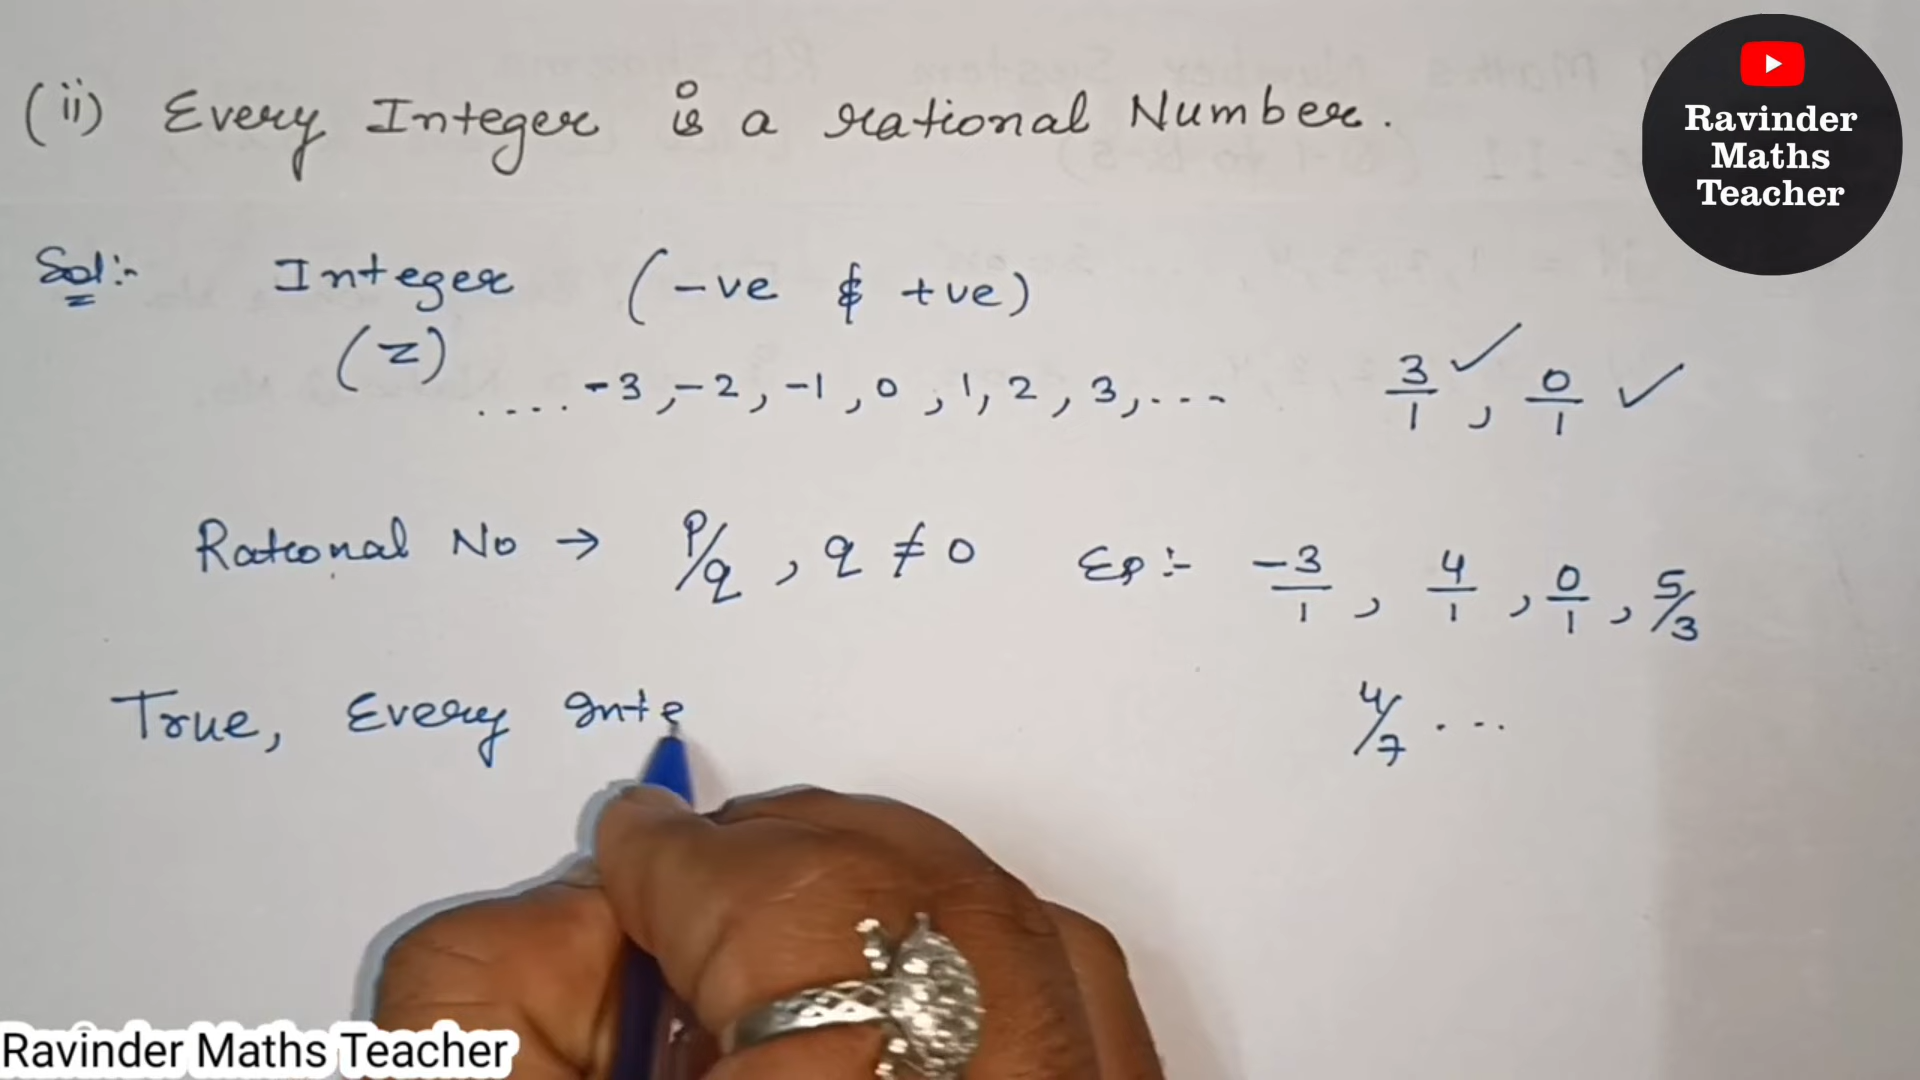 (ii) Every Integer is a rational Number.
Ravinder
Maths
Teacher
Sol:- Integer (-ve & +ve)
(Z)
....-3, -2, -1, 0, 1, 2, 3, ... 3/1 ✓, 0/1 ✓
Rational No → P/q, q ≠ 0 Eg:- -3/1, 4/1, 0/1, 5/3
4/7 ...
True, Every Inte
Ravinder Maths Teacher